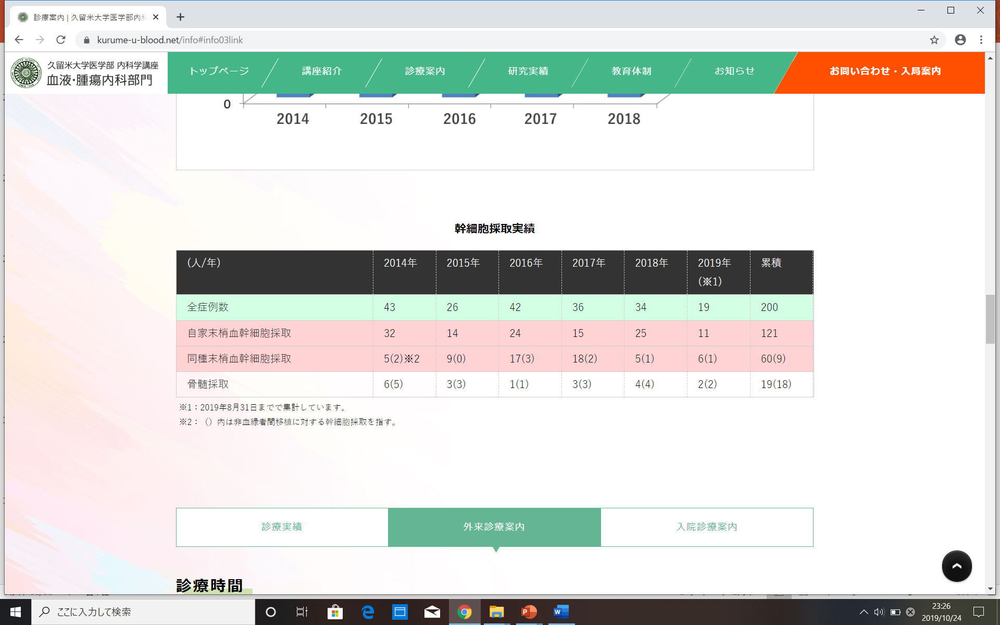 診療案内 | 久留米大学医学部内科
kurume-u-blood.net/info#info03link
久留米大学医学部 内科学講座
血液・腫瘍内科部門
トップページ 講座紹介 診療案内 研究実績 教育体制 お知らせ お問い合わせ・入局案内
0
2014 2015 2016 2017 2018
幹細胞採取実績
(人/年) 2014年 2015年 2016年 2017年 2018年 2019年 累積
(※1)
全症例数 43 26 42 36 34 19 200
自家末梢血幹細胞採取 32 14 24 15 25 11 121
同種末梢血幹細胞採取 5(2)※2 9(0) 17(3) 18(2) 5(1) 6(1) 60(9)
骨髄採取 6(5) 3(3) 1(1) 3(3) 4(4) 2(2) 19(18)
※1：2019年8月31日までで集計しています。
※2：（）内は非血縁者間移植に対する幹細胞採取を指す。
診療実績 外来診療案内 入院診療案内
診療時間
ここに入力して検索
23:26
2019/10/24